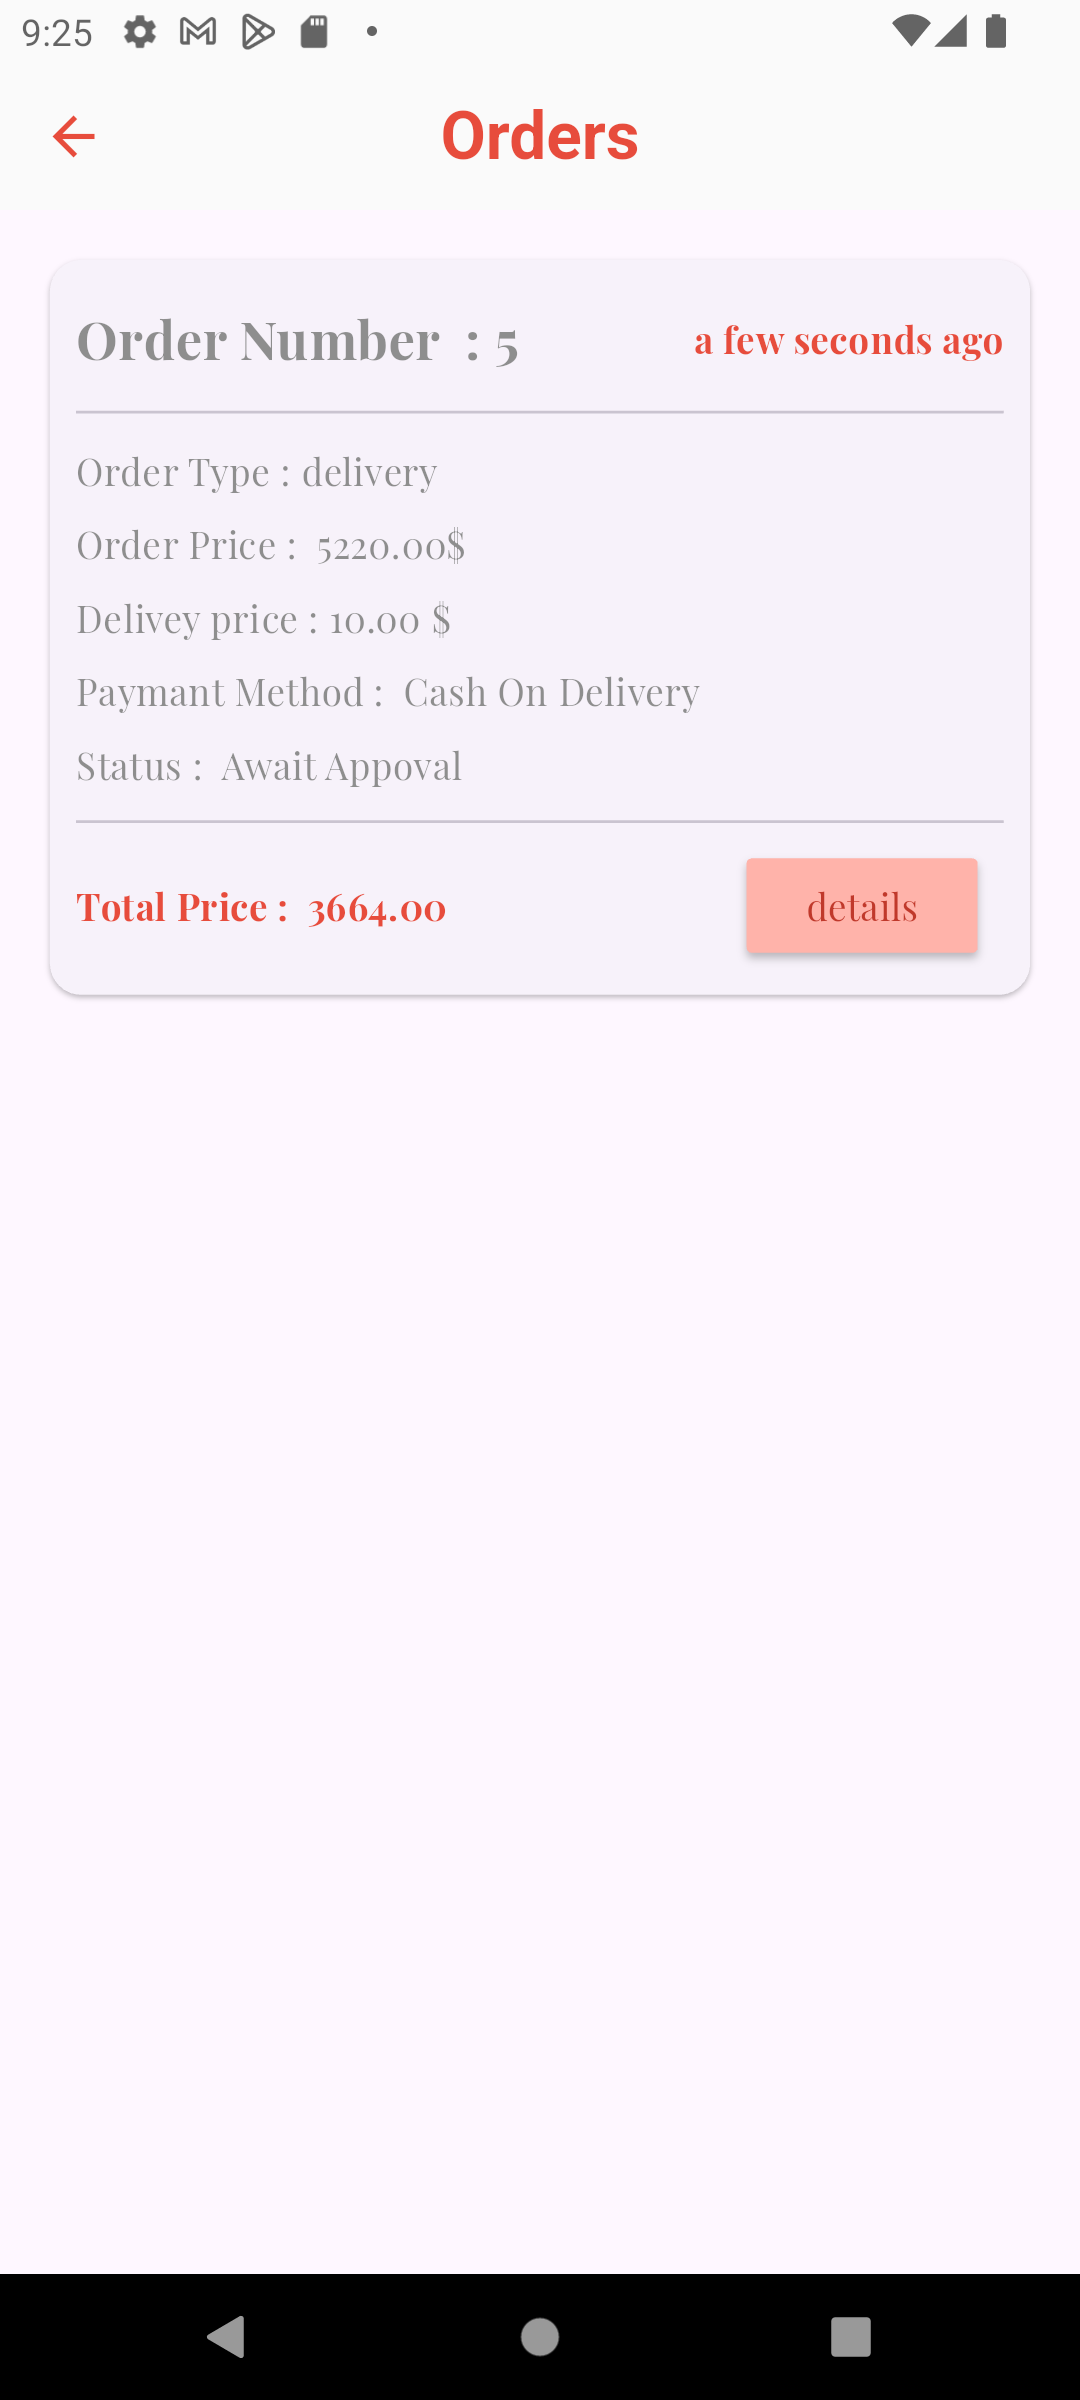 9:25
Orders
Order Number : 5
a few seconds ago
Order Type : delivery
Order Price : 5220.00$
Delivey price : 10.00 $
Paymant Method : Cash On Delivery
Status : Await Appoval
Total Price : 3664.00
details